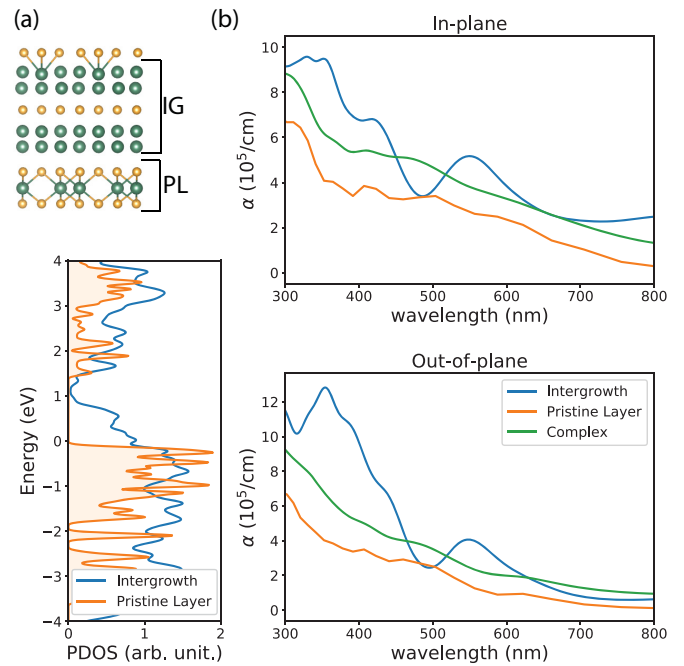 (a)
IG
PL
4
3
2
1
0
−1
−2
−3
−4
Energy (eV)
Intergrowth
Pristine Layer
0 1 2
PDOS (arb. unit.)
(b)
In-plane
10
8
6
4
2
0
α (10⁵/cm)
300 400 500 600 700 800
wavelength (nm)
Out-of-plane
12
10
8
6
4
2
0
α (10⁵/cm)
Intergrowth
Pristine Layer
Complex
300 400 500 600 700 800
wavelength (nm)